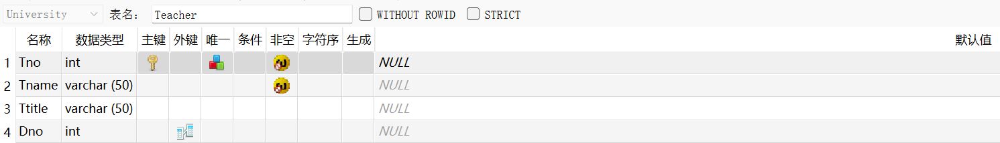 University 表名： Teacher WITHOUT ROWID STRICT
名称 数据类型 主键 外键 唯一 条件 非空 字符序 生成 默认值
1 Tno int NULL
2 Tname varchar (50) NULL
3 Ttitle varchar (50) NULL
4 Dno int NULL